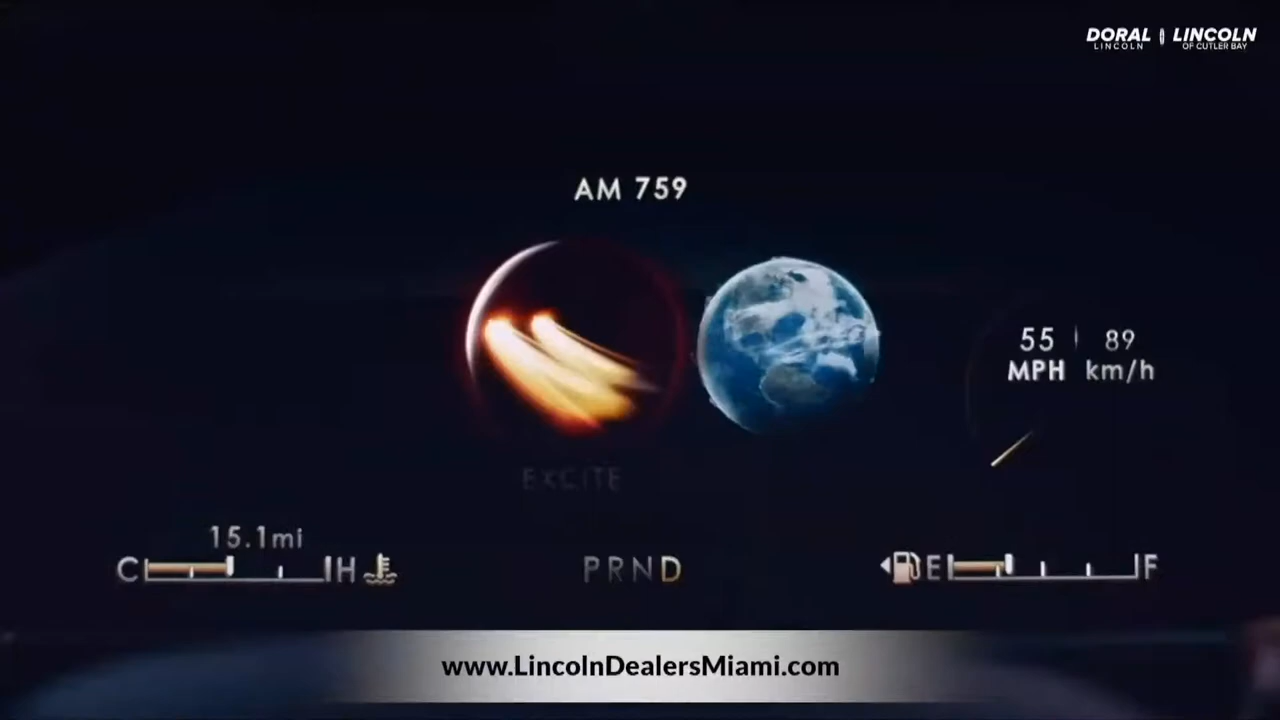 DORAL LINCOLN
LINCOLN OF CUTLER BAY
AM 759
55 89
MPH km/h
EXCITE
15.1mi
C H
PRND
E F
www.LincolnDealersMiami.com